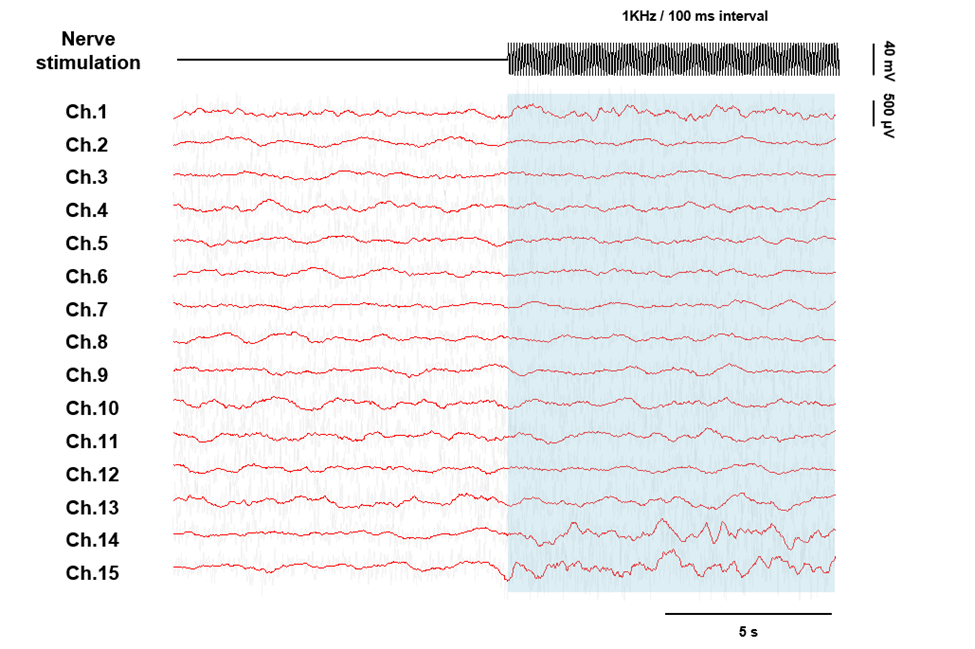 1KHz / 100 ms interval
Nerve
stimulation
40 mV
500 µV
Ch.1
Ch.2
Ch.3
Ch.4
Ch.5
Ch.6
Ch.7
Ch.8
Ch.9
Ch.10
Ch.11
Ch.12
Ch.13
Ch.14
Ch.15
5 s